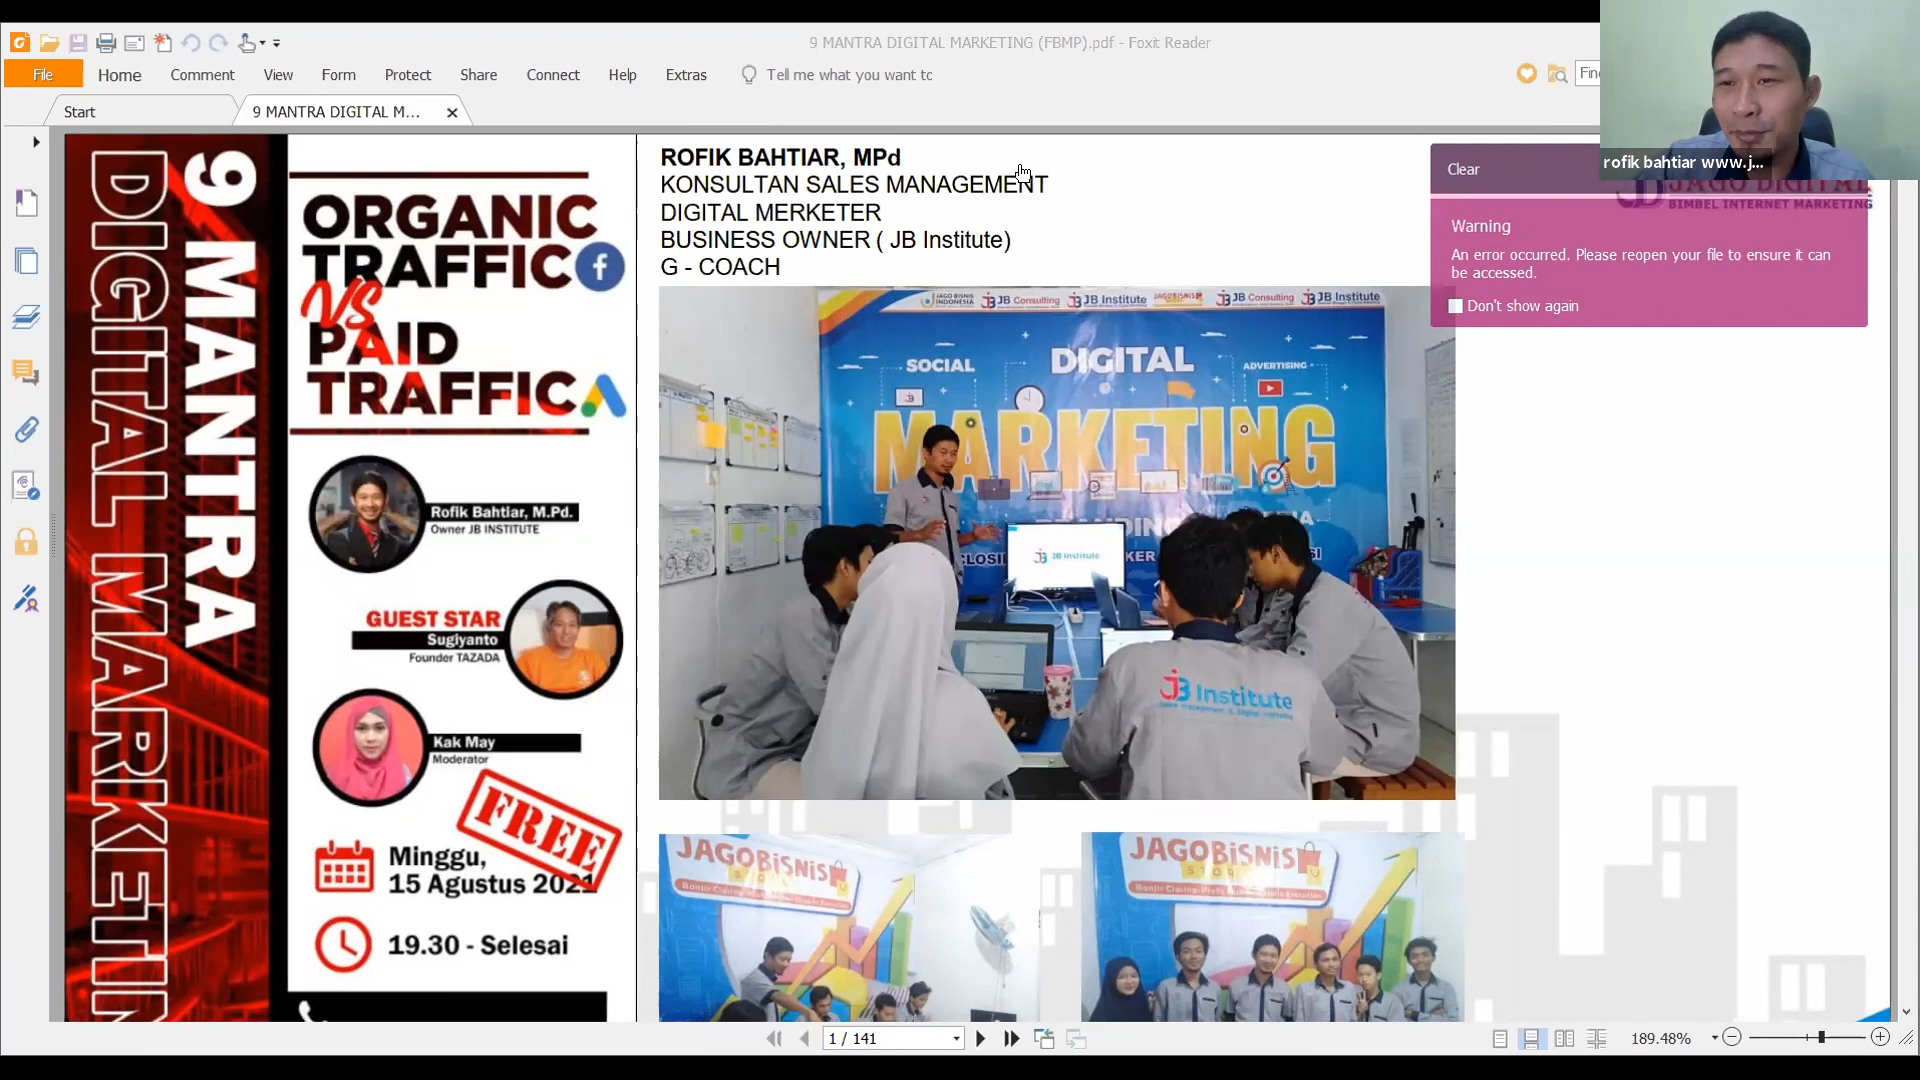 9 MANTRA DIGITAL MARKETING (FBMP).pdf - Foxit Reader
File
Home
Comment
View
Form
Protect
Share
Connect
Help
Extras
Tell me what you want to
Start
9 MANTRA DIGITAL M...
rofik bahtiar www.j...
9 MANTRA
DIGITAL MARKETIN
ORGANIC
TRAFFIC
VS
PAID
TRAFFIC
Rofik Bahtiar, M.Pd.
Owner JB INSTITUTE
GUEST STAR
Sugiyanto
Founder TAZADA
Kak May
Moderator
FREE
Minggu,
15 Agustus 2021
19.30 - Selesai
ROFIK BAHTIAR, MPd
KONSULTAN SALES MANAGEMENT
DIGITAL MERKETER
BUSINESS OWNER ( JB Institute)
G - COACH
JAGO DIGITAL
BIMBEL INTERNET MARKETING
Clear
Warning
An error occurred. Please reopen your file to ensure it can
be accessed.
Don't show again
JB Consulting JB Institute JB Consulting JB Institute
SOCIAL
DIGITAL
ADVERTISING
MARKETING
JB Institute
JB Institute
JAGOBISNIS
JAGOBISNIS
STORE
1 / 141
189.48%